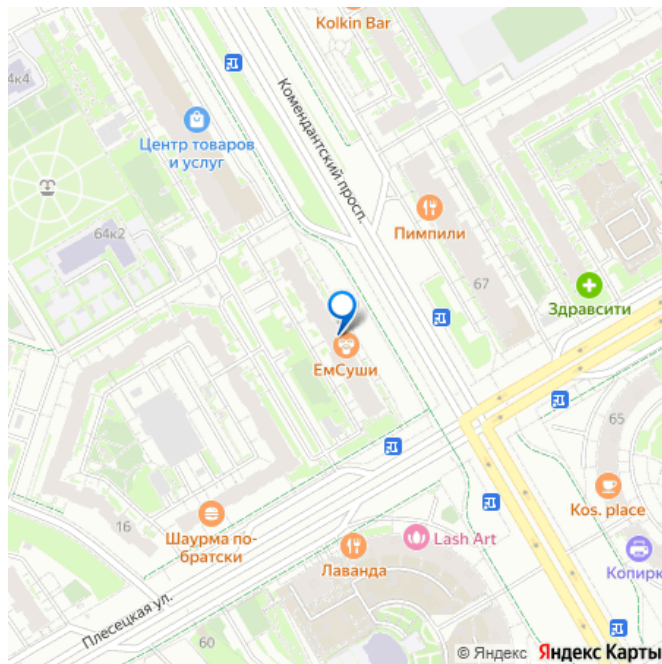 Kolkin Bar
4к4
Комендантский просп.
Центр товаров
и услуг
Пимпили
64к2
67
Здравсити
ЕмСуши
65
16
Шаурма по-
братски
Kos. place
Lash Art
Лаванда
Копирк
Плесецкая ул.
60
© Яндекс Яндекс Карты